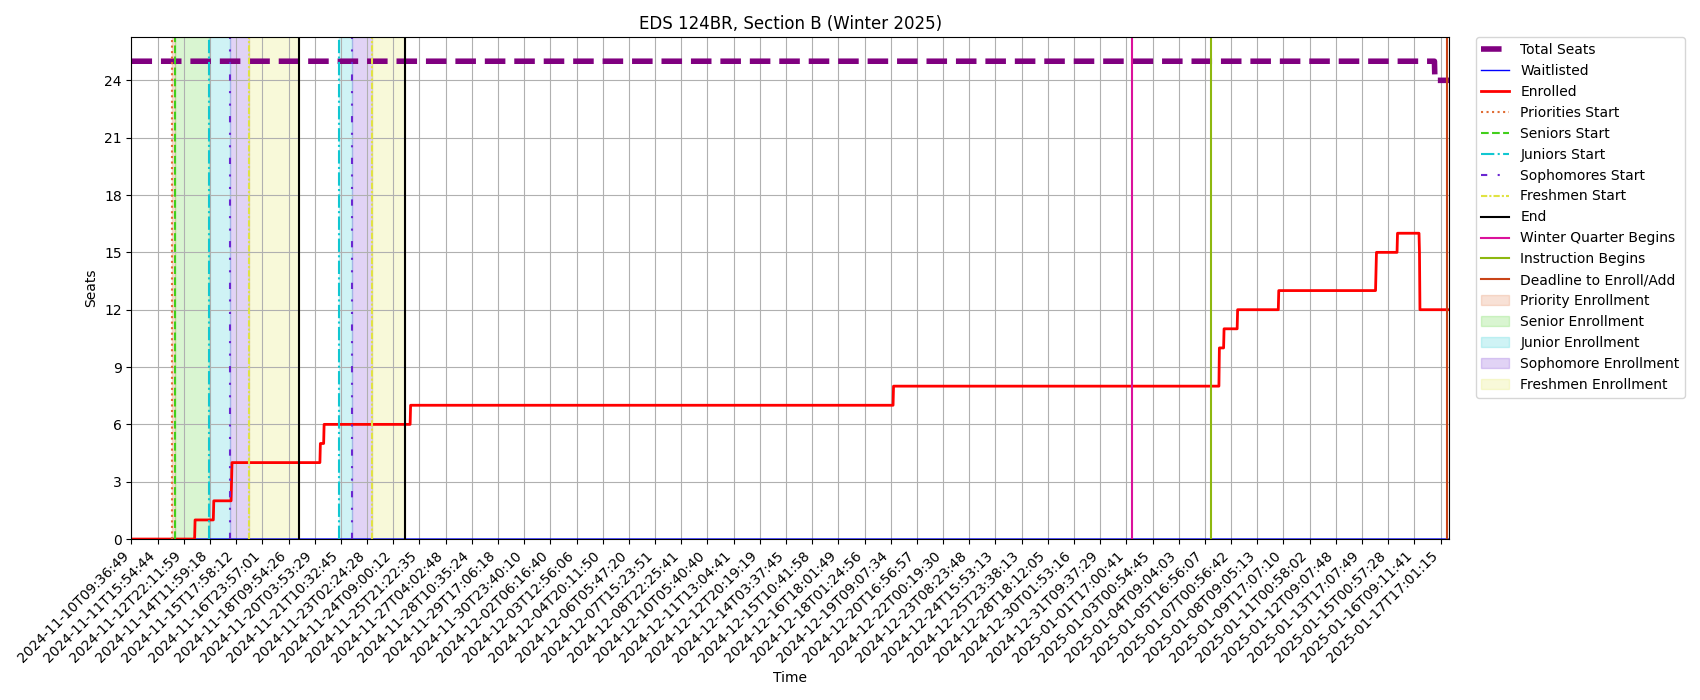 EDS 124BR, Section B (Winter 2025)
Seats
24
21
18
15
12
9
6
3
0
2024-11-10T09:36:49
2024-11-11T15:54:44
2024-11-12T22:11:59
2024-11-14T11:59:18
2024-11-15T17:58:12
2024-11-16T23:57:01
2024-11-18T09:54:26
2024-11-20T03:53:29
2024-11-21T10:32:45
2024-11-23T02:24:28
2024-11-24T09:00:12
2024-11-25T21:22:35
2024-11-28T10:35:24
2024-11-29T17:06:18
2024-11-30T23:40:10
2024-12-02T06:16:40
2024-12-03T12:56:06
2024-12-04T20:11:50
2024-12-06T05:47:20
2024-12-07T15:23:51
2024-12-08T22:25:41
2024-12-10T05:40:40
2024-12-11T13:04:41
2024-12-12T20:19:19
2024-12-14T03:37:45
2024-12-15T10:41:58
2024-12-16T18:01:49
2024-12-18T01:24:56
2024-12-19T09:07:34
2024-12-20T16:56:57
2024-12-22T00:19:30
2024-12-23T08:23:48
2024-12-24T15:53:13
2024-12-25T23:38:13
2024-12-28T18:12:05
2024-12-30T01:53:16
2024-12-31T09:37:29
2025-01-01T17:00:41
2025-01-03T00:54:45
2025-01-04T09:04:03
2025-01-05T16:56:07
2025-01-07T00:56:42
2025-01-08T09:05:13
2025-01-09T17:07:10
2025-01-11T00:58:02
2025-01-12T09:07:48
2025-01-13T17:07:49
2025-01-15T00:57:28
2025-01-16T09:11:41
2025-01-17T17:01:15
Time
Total Seats
Waitlisted
Enrolled
Priorities Start
Seniors Start
Juniors Start
Sophomores Start
Freshmen Start
End
Winter Quarter Begins
Instruction Begins
Deadline to Enroll/Add
Priority Enrollment
Senior Enrollment
Junior Enrollment
Sophomore Enrollment
Freshmen Enrollment